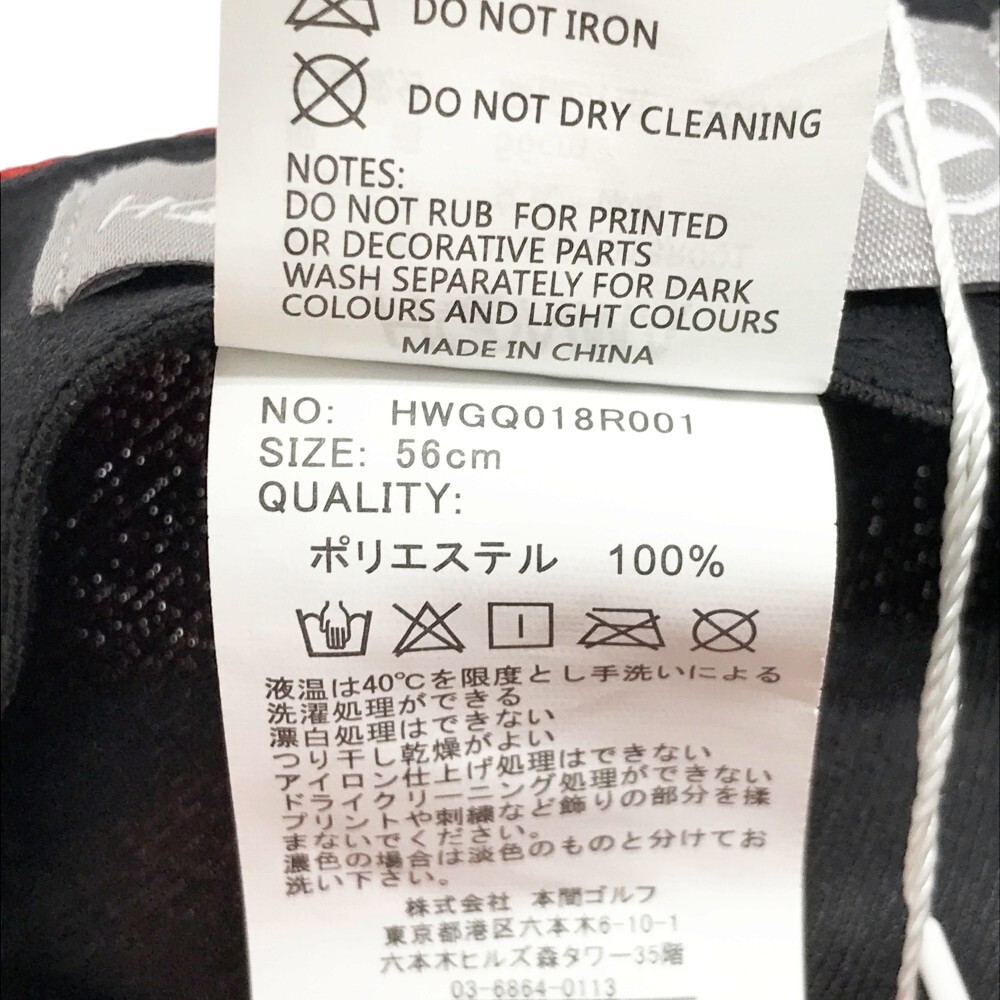 DO NOT IRON
DO NOT DRY CLEANING
NOTES:
DO NOT RUB FOR PRINTED
OR DECORATIVE PARTS
WASH SEPARATELY FOR DARK
COLOURS AND LIGHT COLOURS
MADE IN CHINA
NO: HWGQ018R001
SIZE: 56cm
QUALITY:
ポリエステル 100%
液温は40℃を限度とし手洗いによる
洗濯処理ができる
漂白処理はできない
つり干し乾燥がよい
アイロン仕上げ処理はできない
ドライクリーニング処理ができない
プリントや刺繍など飾りの部分を揉
まないでください。
濃色の場合は淡色のものと分けてお
洗い下さい。
株式会社 本間ゴルフ
東京都港区六本木6-10-1
六本木ヒルズ森タワー35階
03-6864-0113